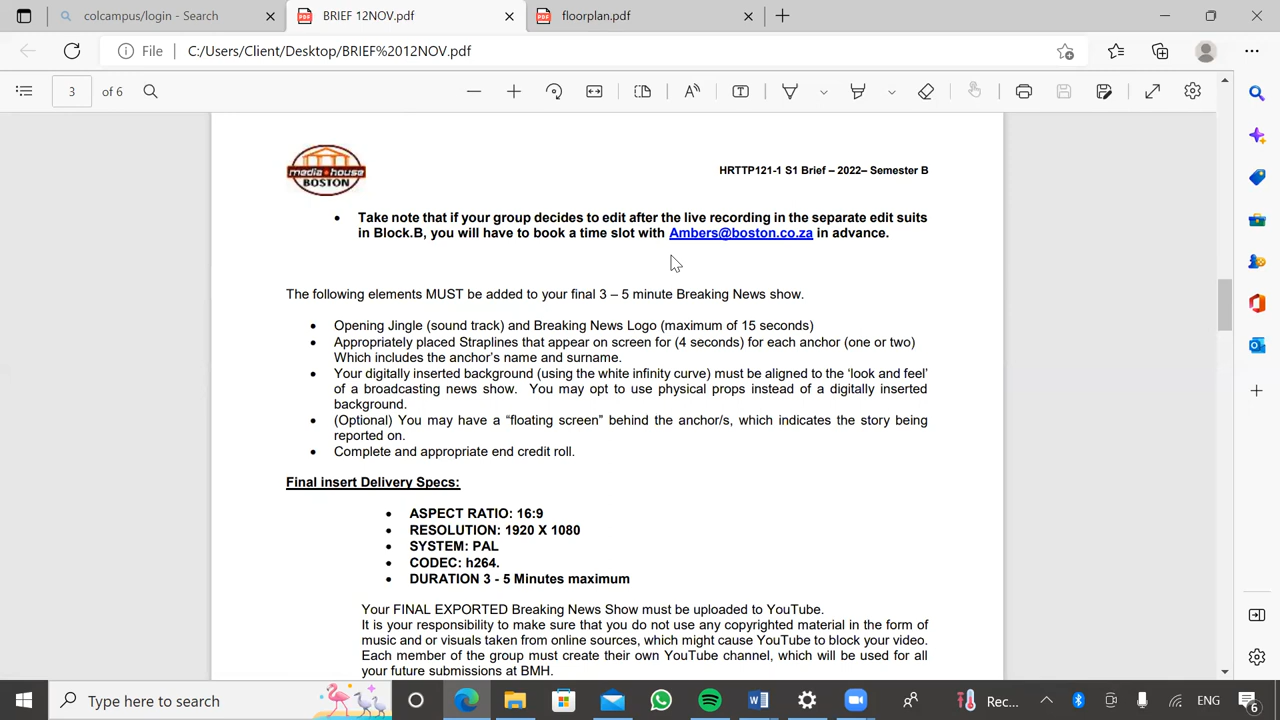 colcampus/login - Search
BRIEF 12NOV.pdf
floorplan.pdf
File
C:/Users/Client/Desktop/BRIEF%2012NOV.pdf
3 of 6
media house
BOSTON
HRTTP121-1 S1 Brief – 2022– Semester B
• Take note that if your group decides to edit after the live recording in the separate edit suits
in Block.B, you will have to book a time slot with Ambers@boston.co.za in advance.
The following elements MUST be added to your final 3 – 5 minute Breaking News show.
• Opening Jingle (sound track) and Breaking News Logo (maximum of 15 seconds)
• Appropriately placed Straplines that appear on screen for (4 seconds) for each anchor (one or two)
Which includes the anchor's name and surname.
• Your digitally inserted background (using the white infinity curve) must be aligned to the 'look and feel'
of a broadcasting news show. You may opt to use physical props instead of a digitally inserted
background.
• (Optional) You may have a "floating screen" behind the anchor/s, which indicates the story being
reported on.
• Complete and appropriate end credit roll.
Final insert Delivery Specs:
• ASPECT RATIO: 16:9
• RESOLUTION: 1920 X 1080
• SYSTEM: PAL
• CODEC: h264.
• DURATION 3 - 5 Minutes maximum
Your FINAL EXPORTED Breaking News Show must be uploaded to YouTube.
It is your responsibility to make sure that you do not use any copyrighted material in the form of
music and or visuals taken from online sources, which might cause YouTube to block your video.
Each member of the group must create their own YouTube channel, which will be used for all
your future submissions at BMH.
Type here to search
Rec...
ENG
6